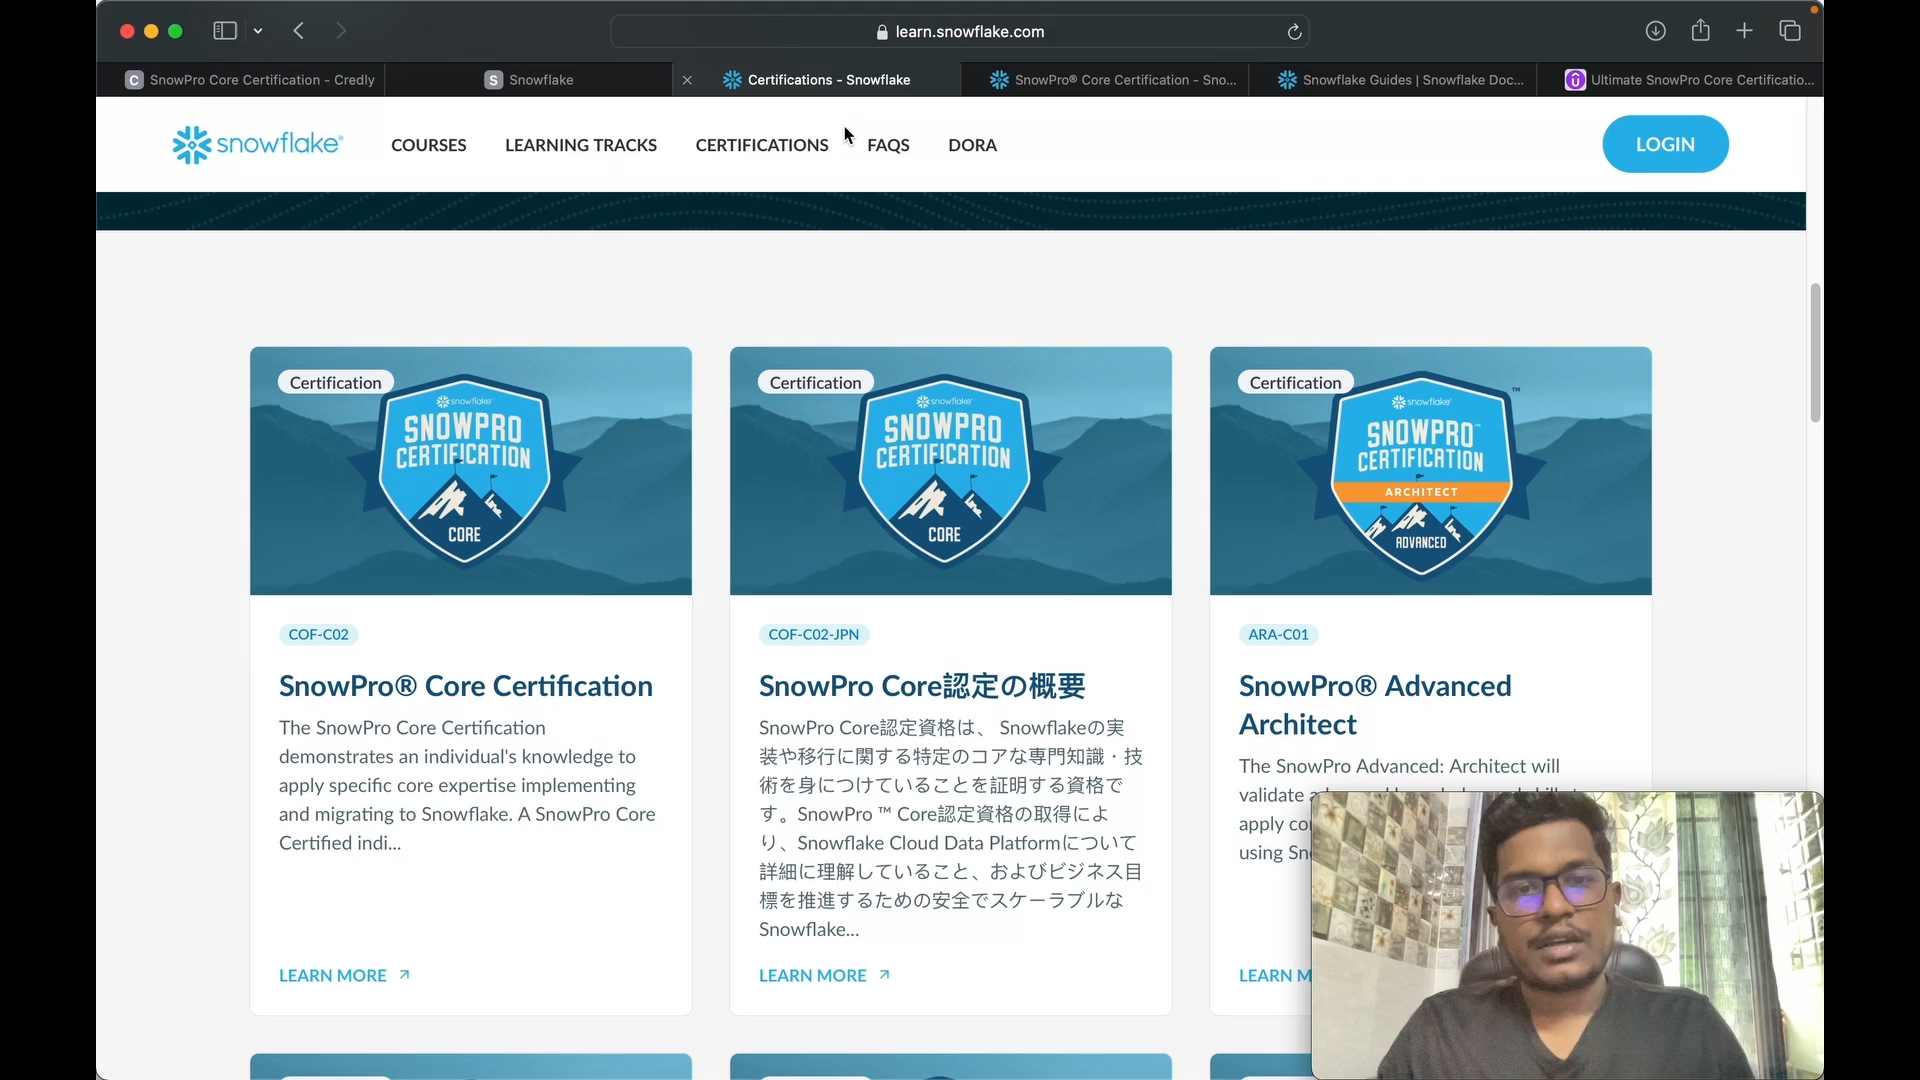 learn.snowflake.com
C SnowPro Core Certification - Credly
S Snowflake
Certifications - Snowflake
SnowPro® Core Certification - Sno...
Snowflake Guides | Snowflake Doc...
Ultimate SnowPro Core Certificatio...
snowflake®
COURSES
LEARNING TRACKS
CERTIFICATIONS
FAQS
DORA
LOGIN
Certification
snowflake®
SNOWPRO
CERTIFICATION
CORE
COF-C02
SnowPro® Core Certification
The SnowPro Core Certification
demonstrates an individual's knowledge to
apply specific core expertise implementing
and migrating to Snowflake. A SnowPro Core
Certified indi...
LEARN MORE
Certification
snowflake®
SNOWPRO
CERTIFICATION
CORE
COF-C02-JPN
SnowPro Core認定の概要
SnowPro Core認定資格は、 Snowflakeの実
装や移行に関する特定のコアな専門知識・技
術を身につけていることを証明する資格で
す。SnowPro ™ Core認定資格の取得によ
り、Snowflake Cloud Data Platformについて
詳細に理解していること、およびビジネス目
標を推進するための安全でスケーラブルな
Snowflake...
LEARN MORE
Certification
snowflake®
SNOWPRO™
CERTIFICATION
ARCHITECT
ADVANCED
™
ARA-C01
SnowPro® Advanced
Architect
The SnowPro Advanced: Architect will
validate
apply
using
LEARN